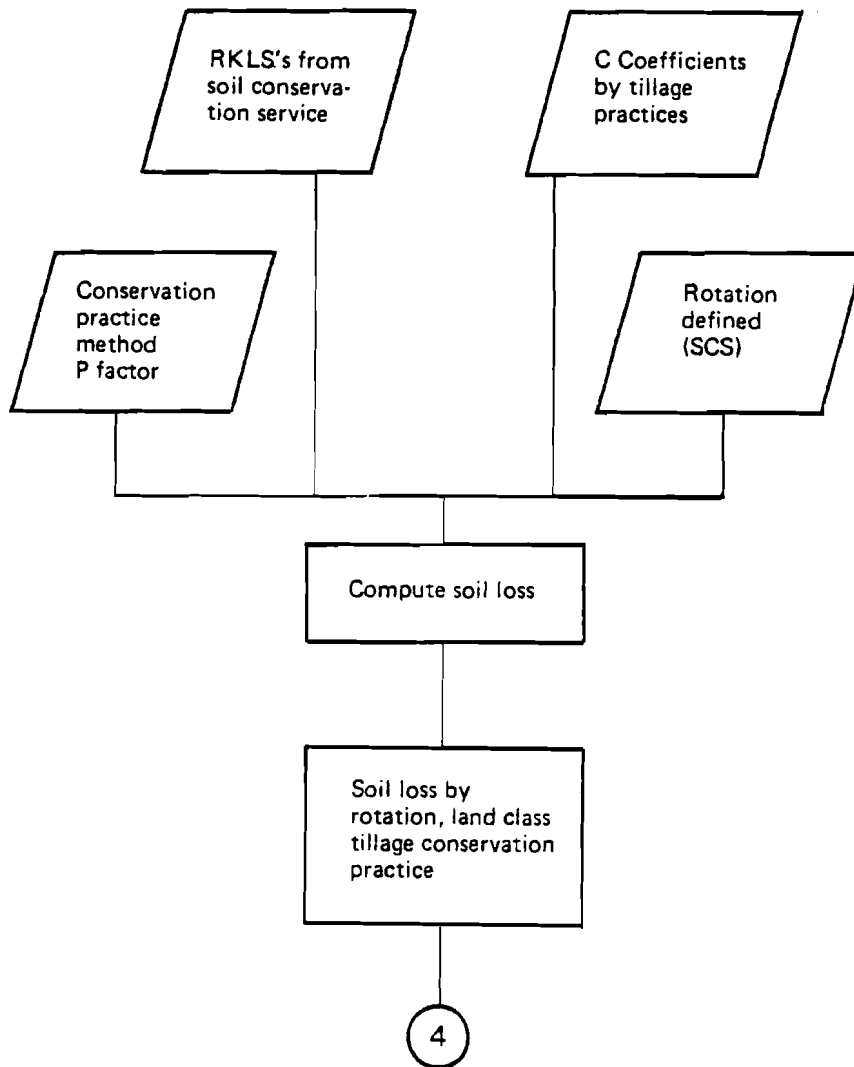 RKLS's from
soil conserva-
tion service
C Coefficients
by tillage
practices
Conservation
practice
method
P factor
Rotation
defined
(SCS)
Compute soil loss
Soil loss by
rotation, land class
tillage conservation
practice
4